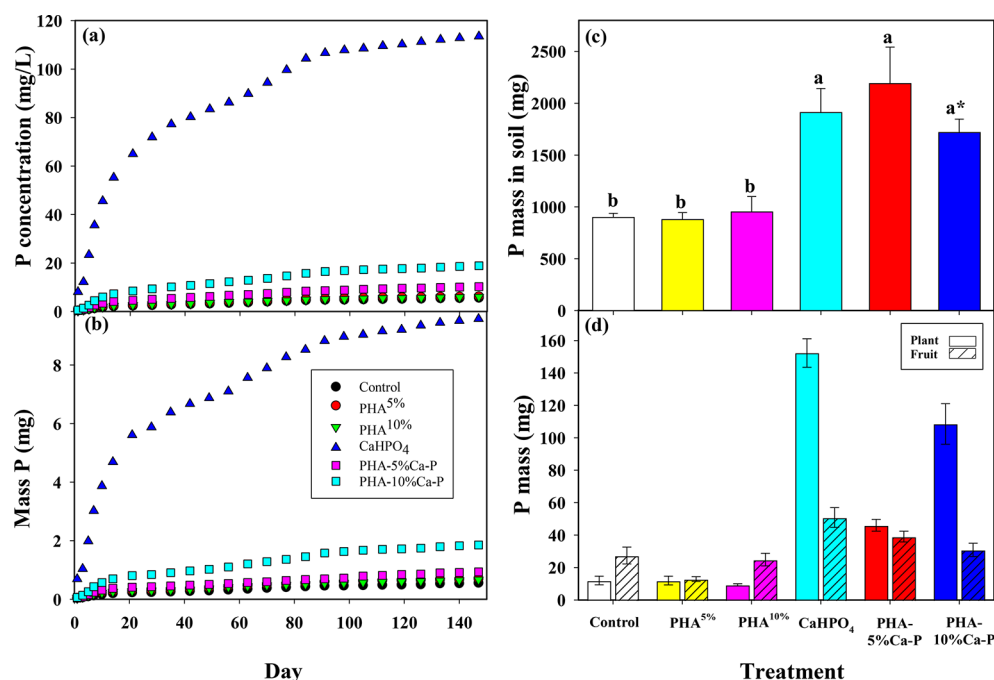 (a)
P concentration (mg/L)
120
100
80
60
40
20
0
(b)
Mass P (mg)
8
6
4
2
0
Control
PHA5%
PHA10%
CaHPO4
PHA-5%Ca-P
PHA-10%Ca-P
0 20 40 60 80 100 120 140
Day
(c)
P mass in soil (mg)
2500
2000
1500
1000
500
0
b b b a a a*
(d)
P mass (mg)
160
140
120
100
80
60
40
20
0
Plant
Fruit
Control PHA5% PHA10% CaHPO4 PHA- PHA-
5%Ca-P 10%Ca-P
Treatment